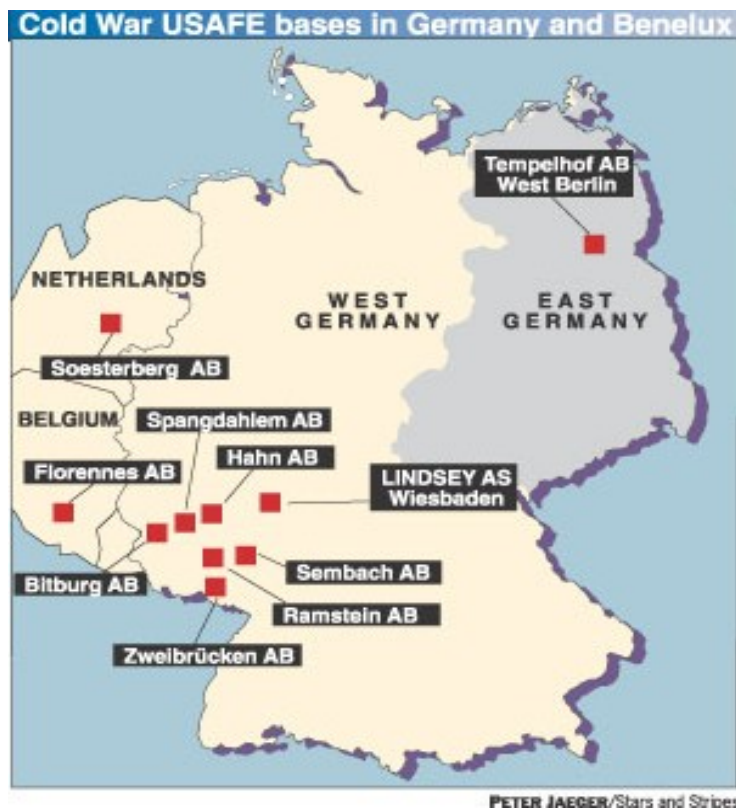 Cold War USAFE bases in Germany and Benelux
Tempelhof AB
West Berlin
NETHERLANDS
WEST
GERMANY
EAST
GERMANY
Soesterberg AB
BELGIUM
Spangdahlem AB
Hahn AB
Florennes AB
LINDSEY AS
Wiesbaden
Bitburg AB
Sembach AB
Ramstein AB
Zweibrücken AB
PETER JAEGER/Stars and Stripes